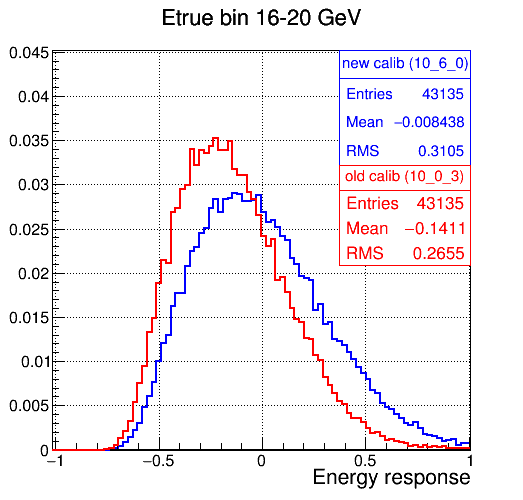 Etrue bin 16-20 GeV
0.045
0.04
0.035
0.03
0.025
0.02
0.015
0.01
0.005
0
−1
−0.5
0
0.5
1
Energy response
new calib (10_6_0)
Entries 43135
Mean −0.008438
RMS 0.3105
old calib (10_0_3)
Entries 43135
Mean −0.1411
RMS 0.2655